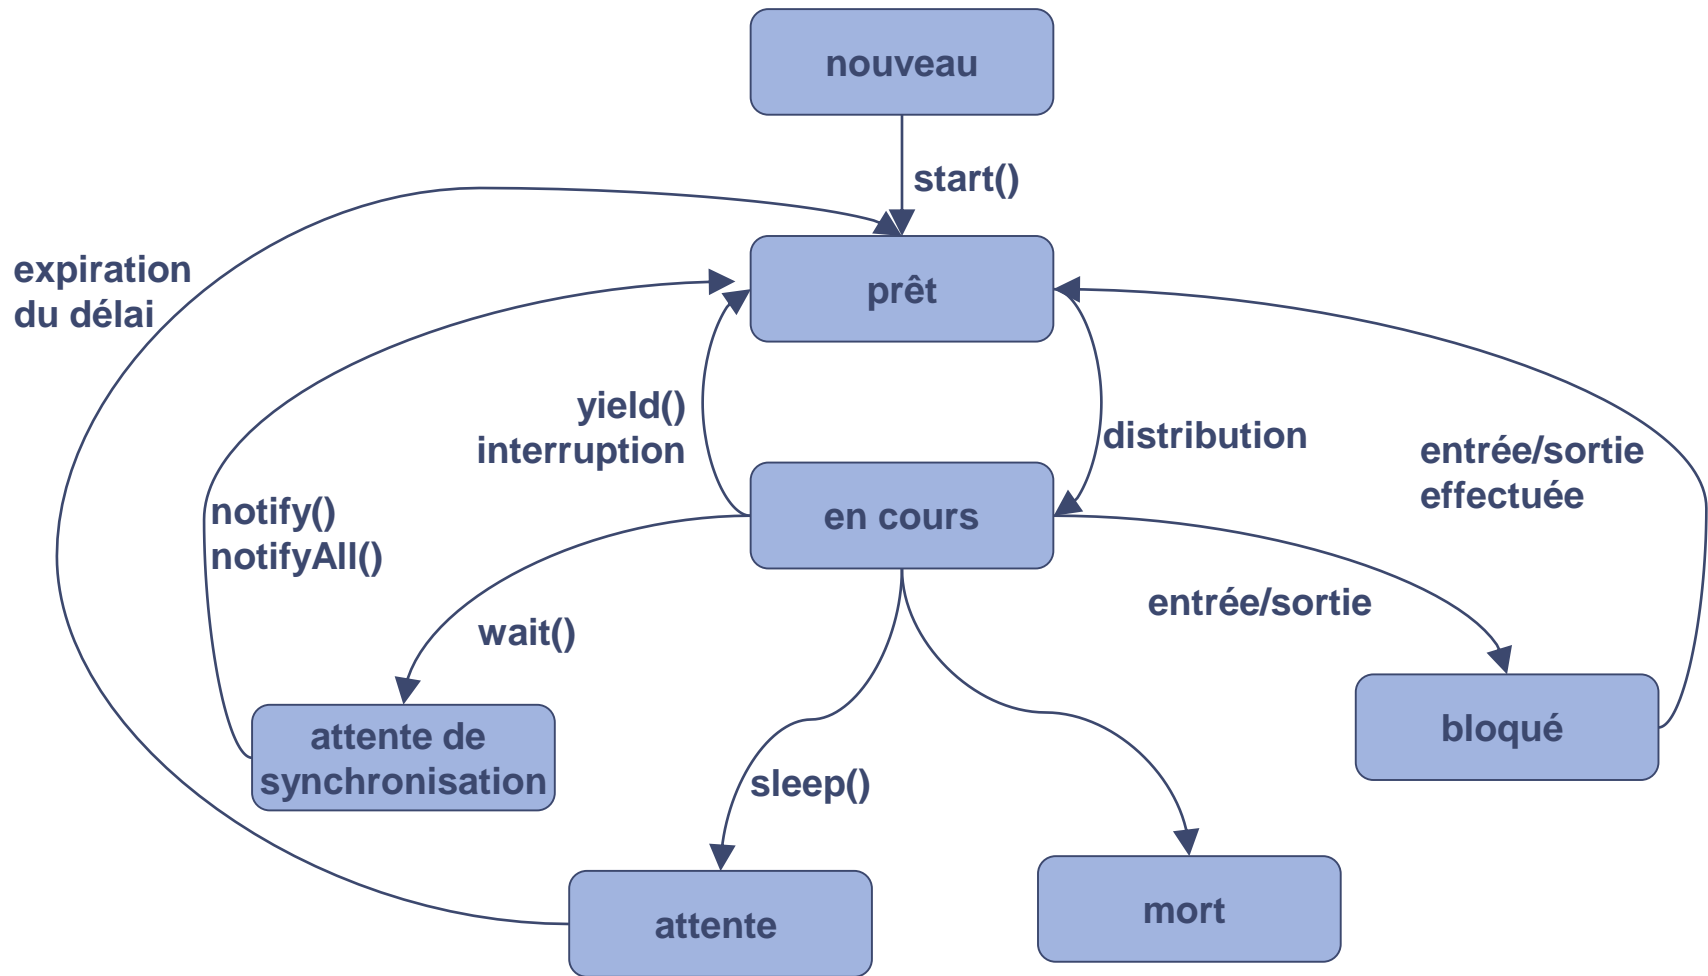 nouveau
start()
expiration
du délai
prêt
yield()
interruption
distribution
entrée/sortie
effectuée
notify()
notifyAll()
en cours
wait()
entrée/sortie
attente de
synchronisation
sleep()
bloqué
attente
mort